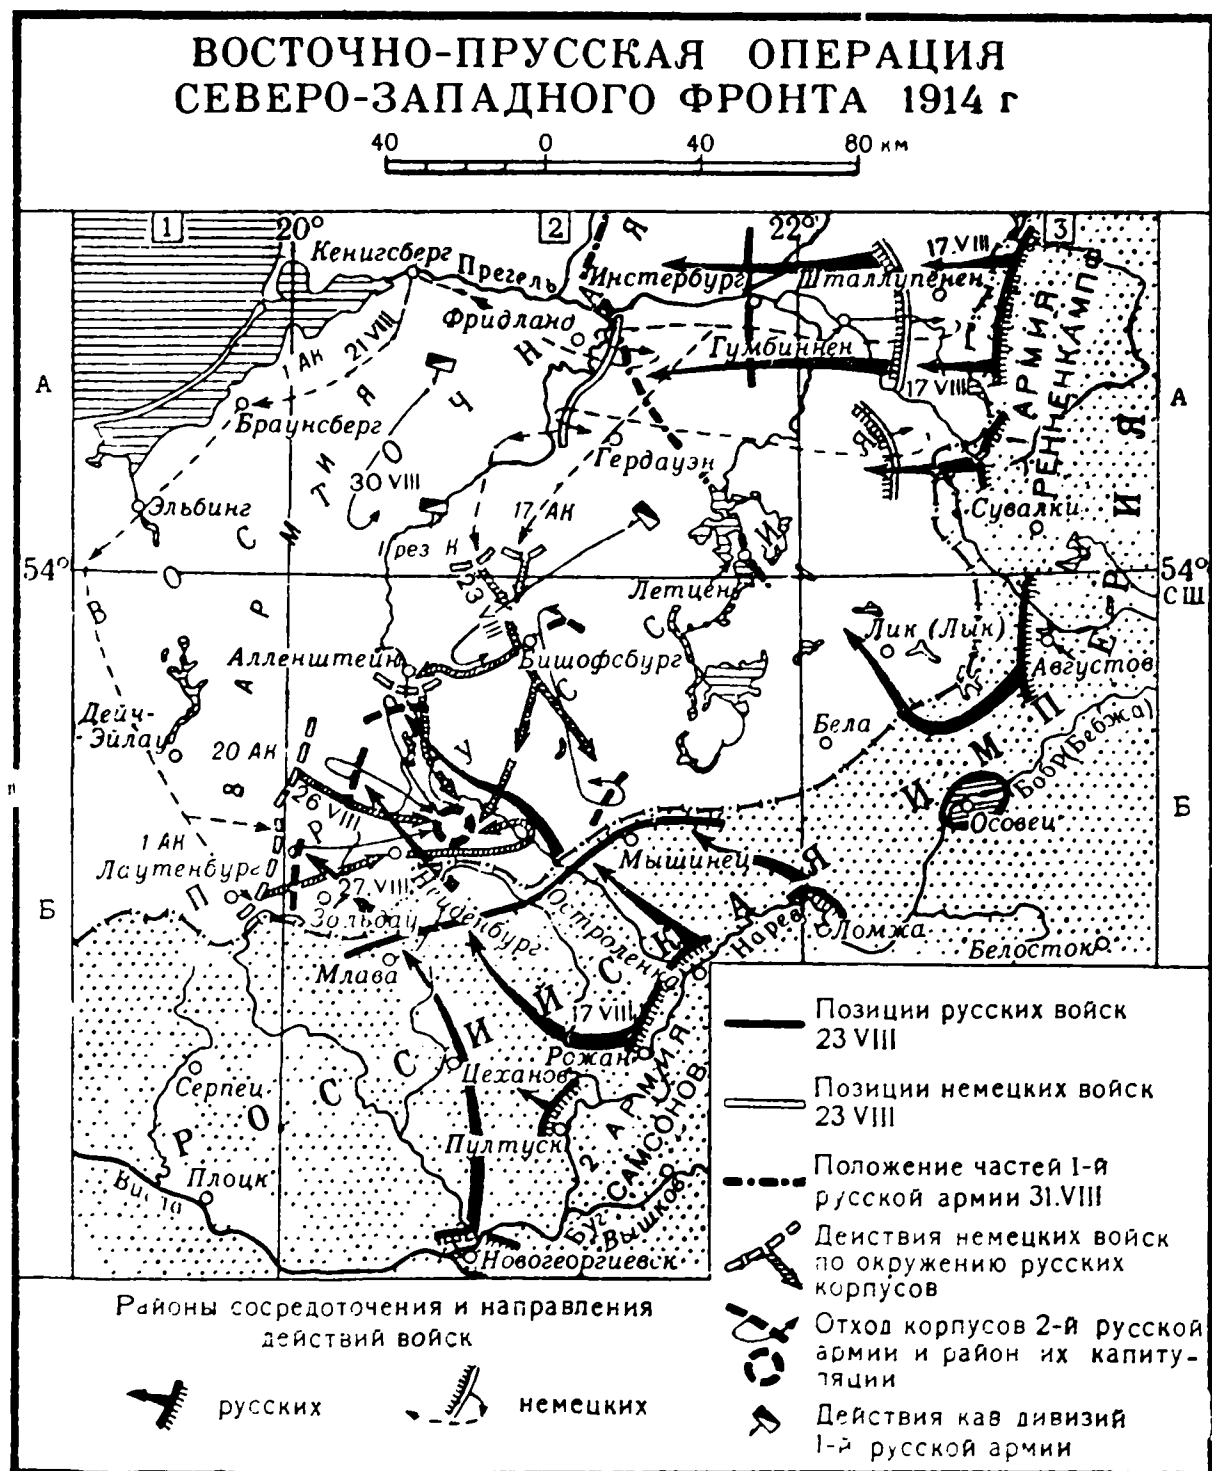 ВОСТОЧНО-ПРУССКАЯ ОПЕРАЦИЯ
СЕВЕРО-ЗАПАДНОГО ФРОНТА 1914 г
40 0 40 80 км
1 20° 2 22° 3
Кенигсберг
Прегель
Инстербург
Шталлупенен
17.VIII
Фридланд
Гумбиннен
17 VIII
1 АК
21 VIII
А
А
Браунсберг
Гердауэн
1 АРМИЯ
РЕННЕНКАМПФ
30 VIII
Эльбинг
17 АК
Сувалки
1 рез К
23 VIII
54°
54°
СШ
Летцен
Лик (Лык)
Августов
Алленштейн
Бишофсбург
Дейч-
-Эйлау
Бела
20 АК
8 АРМИЯ
26 VIII
Бобр (Бебжа)
Осовец
Б
1 АК
Лаутенбург
Мышинец
27.VIII
Зольдау
Найденбург
Остроленка
Нарев
Ломжа
Белосток
Б
Млава
17 VIII
Рожан
Цеханов
Серпец
Пултуск
2 АРМИЯ
САМСОНОВ
Плоцк
Висла
Буг
Вышков
Новогеоргиевск
ВОСТОЧНАЯ
ПРУССИЯ
РОССИЙСКАЯ
ИМПЕРИЯ
Позиции русских войск
23 VIII
Позиции немецких войск
23 VIII
Положение частей 1-й
русской армии 31.VIII
Действия немецких войск
по окружению русских
корпусов
Отход корпусов 2-й русской
армии и район их капиту-
ляции
Действия кав дивизий
1-й русской армии
Районы сосредоточения и направления
действий войск
русских
немецких